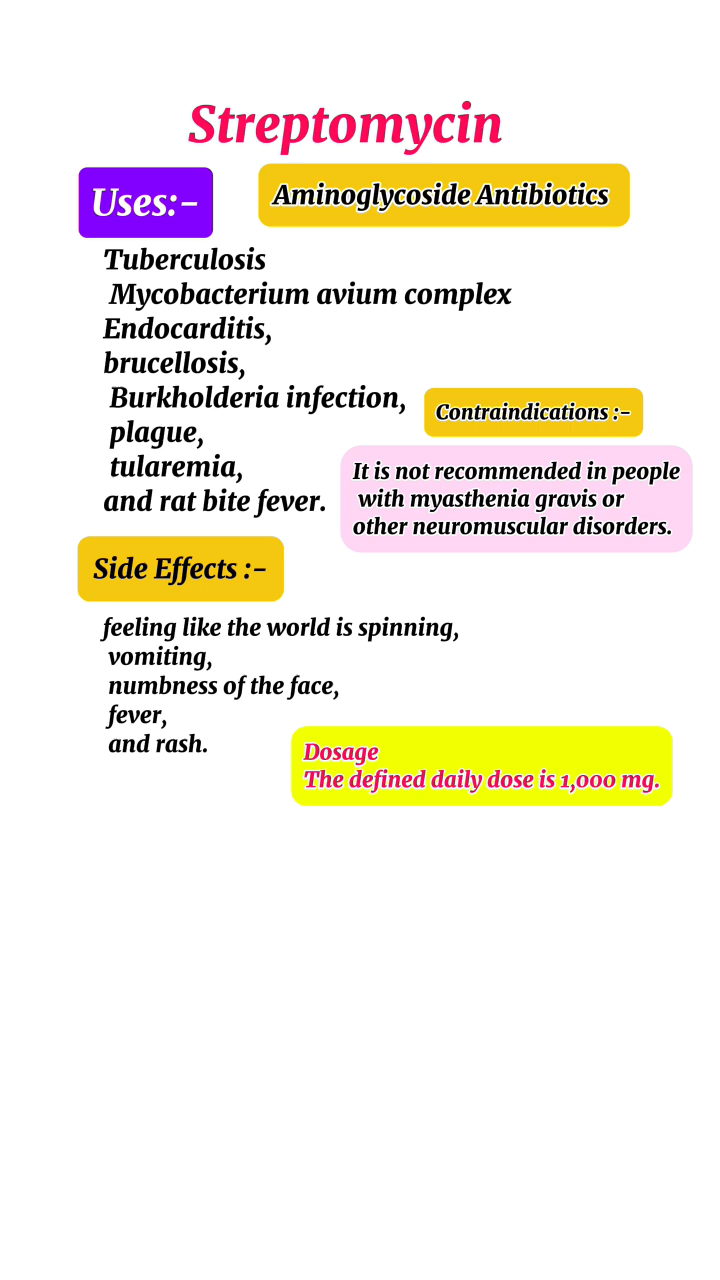 Streptomycin
Uses:-
Aminoglycoside Antibiotics
Tuberculosis
Mycobacterium avium complex
Endocarditis,
brucellosis,
Burkholderia infection,
plague,
tularemia,
and rat bite fever.
Contraindications :-
It is not recommended in people
with myasthenia gravis or
other neuromuscular disorders.
Side Effects :-
feeling like the world is spinning,
vomiting,
numbness of the face,
fever,
and rash.
Dosage
The defined daily dose is 1,000 mg.